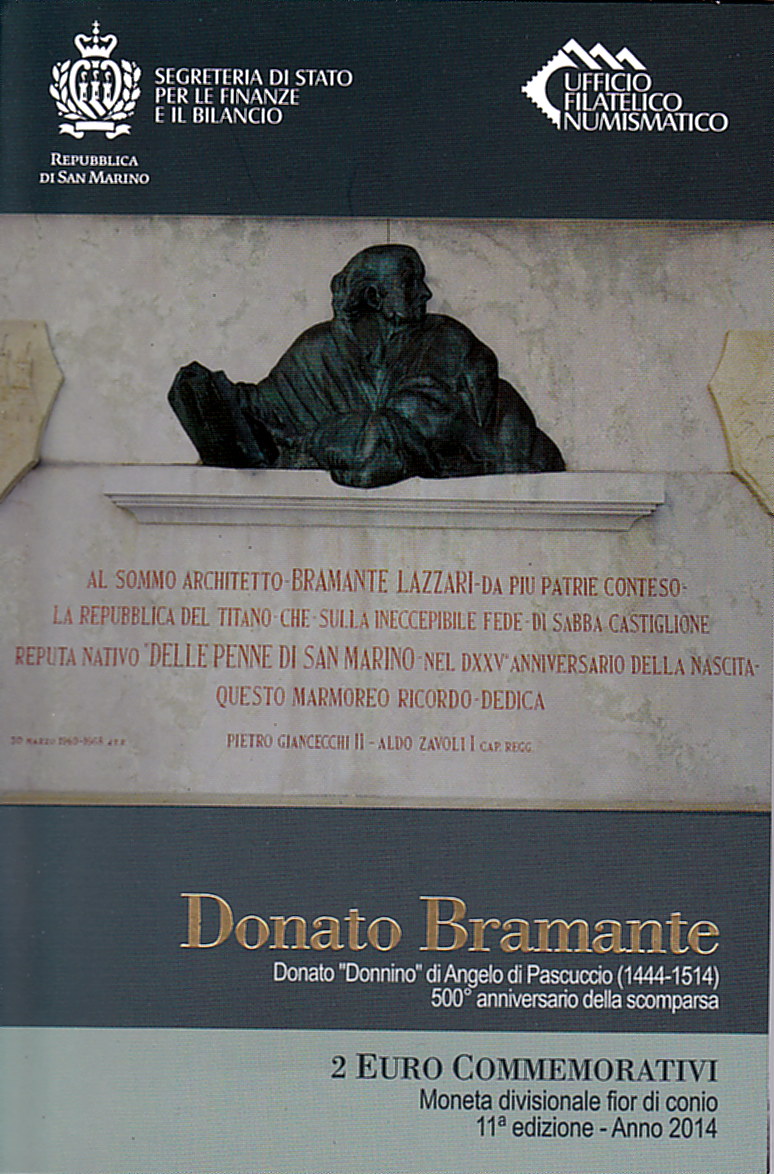 SEGRETERIA DI STATO
PER LE FINANZE
E IL BILANCIO
REPUBBLICA
DI SAN MARINO
UFFICIO
FILATELICO
NUMISMATICO
AL SOMMO ARCHITETTO-BRAMANTE LAZZARI-DA PIU PATRIE CONTESO-
LA REPUBBLICA DEL TITANO-CHE-SULLA INECCEPIBILE FEDE-DI SABBA CASTIGLIONE
REPUTA NATIVO "DELLE PENNE DI SAN MARINO-NEL DXXV°ANNIVERSARIO DELLA NASCITA-
QUESTO MARMOREO RICORDO-DEDICA
PIETRO GIANCECCHI II - ALDO ZAVOLI I CAP. REGG.
Donato Bramante
Donato "Donnino" di Angelo di Pascuccio (1444-1514)
500° anniversario della scomparsa
2 EURO COMMEMORATIVI
Moneta divisionale fior di conio
11ª edizione - Anno 2014